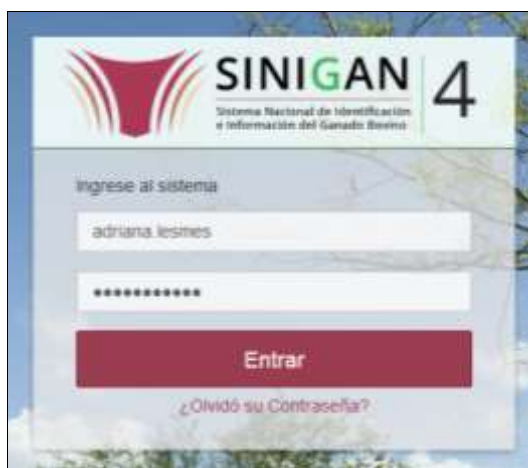 SINIGAN 4
Sistema Nacional de Identificación
e Información del Ganado Bovino
Ingrese al sistema
adriana.lesmes
•••••••••••
Entrar
¿Olvidó su Contraseña?